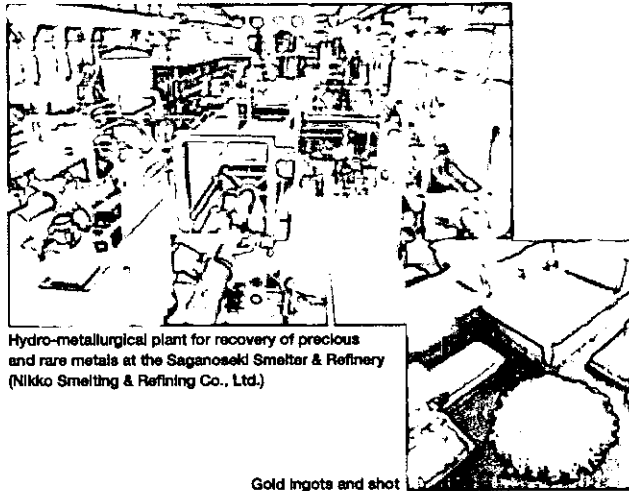 Hydro-metallurgical plant for recovery of precious
and rare metals at the Saganoseki Smelter & Refinery
(Nikko Smelting & Refining Co., Ltd.)
Gold ingots and shot